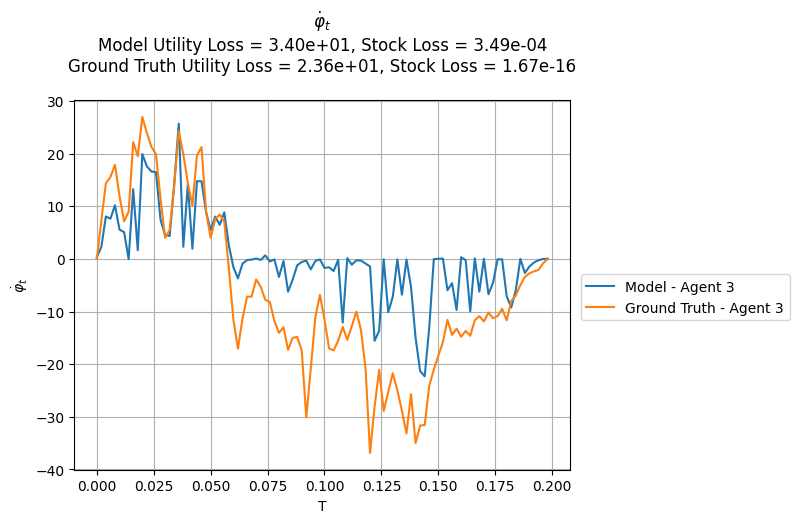 φ̇ₜ
Model Utility Loss = 3.40e+01, Stock Loss = 3.49e-04
Ground Truth Utility Loss = 2.36e+01, Stock Loss = 1.67e-16
30
20
10
0
−10
−20
−30
−40
φ̇ₜ
0.000 0.025 0.050 0.075 0.100 0.125 0.150 0.175 0.200
T
Model - Agent 3
Ground Truth - Agent 3